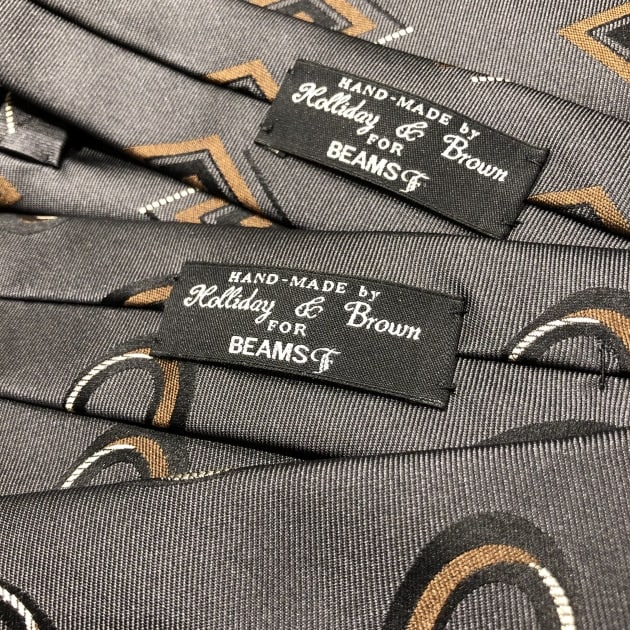 HAND-MADE by
Holliday & Brown
FOR
BEAMS F
HAND-MADE by
Holliday & Brown
FOR
BEAMS F